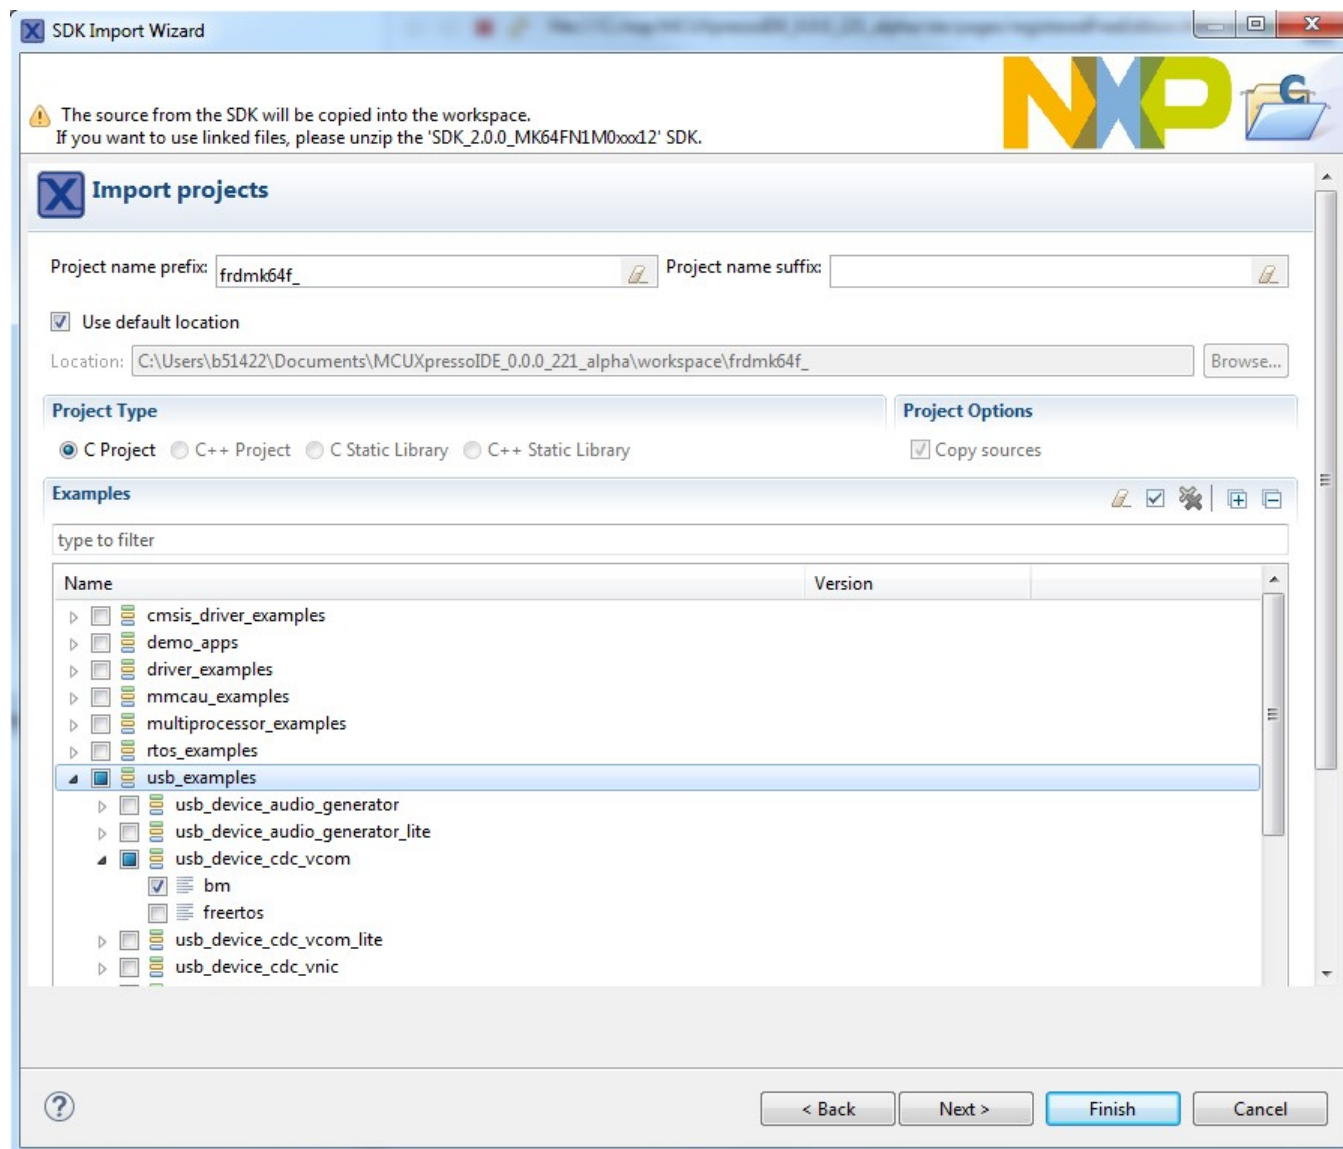 SDK Import Wizard
The source from the SDK will be copied into the workspace.
If you want to use linked files, please unzip the 'SDK_2.0.0_MK64FN1M0xxx12' SDK.
NXP
Import projects
Project name prefix: frdmk64f_ Project name suffix:
Use default location
Location: C:\Users\b51422\Documents\MCUXpressoIDE_0.0.0_221_alpha\workspace\frdmk64f_ Browse...
Project Type Project Options
C Project C++ Project C Static Library C++ Static Library Copy sources
Examples
type to filter
Name Version
cmsis_driver_examples
demo_apps
driver_examples
mmcau_examples
multiprocessor_examples
rtos_examples
usb_examples
usb_device_audio_generator
usb_device_audio_generator_lite
usb_device_cdc_vcom
bm
freertos
usb_device_cdc_vcom_lite
usb_device_cdc_vnic
< Back Next > Finish Cancel